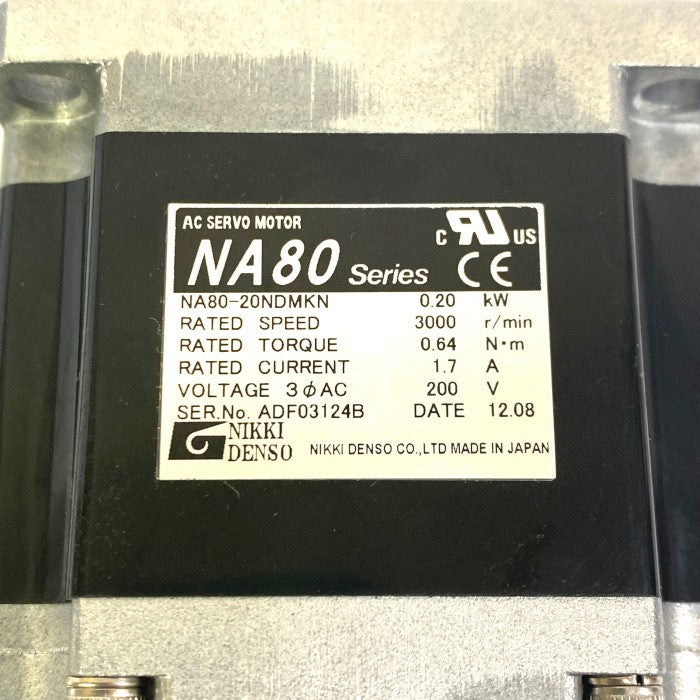 AC SERVO MOTOR
NA80 Series
C RU US
CE
NA80-20NDMKN 0.20 kW
RATED SPEED 3000 r/min
RATED TORQUE 0.64 N・m
RATED CURRENT 1.7 A
VOLTAGE 3φAC 200 V
SER.No. ADF03124B DATE 12.08
NIKKI
DENSO NIKKI DENSO CO.,LTD MADE IN JAPAN